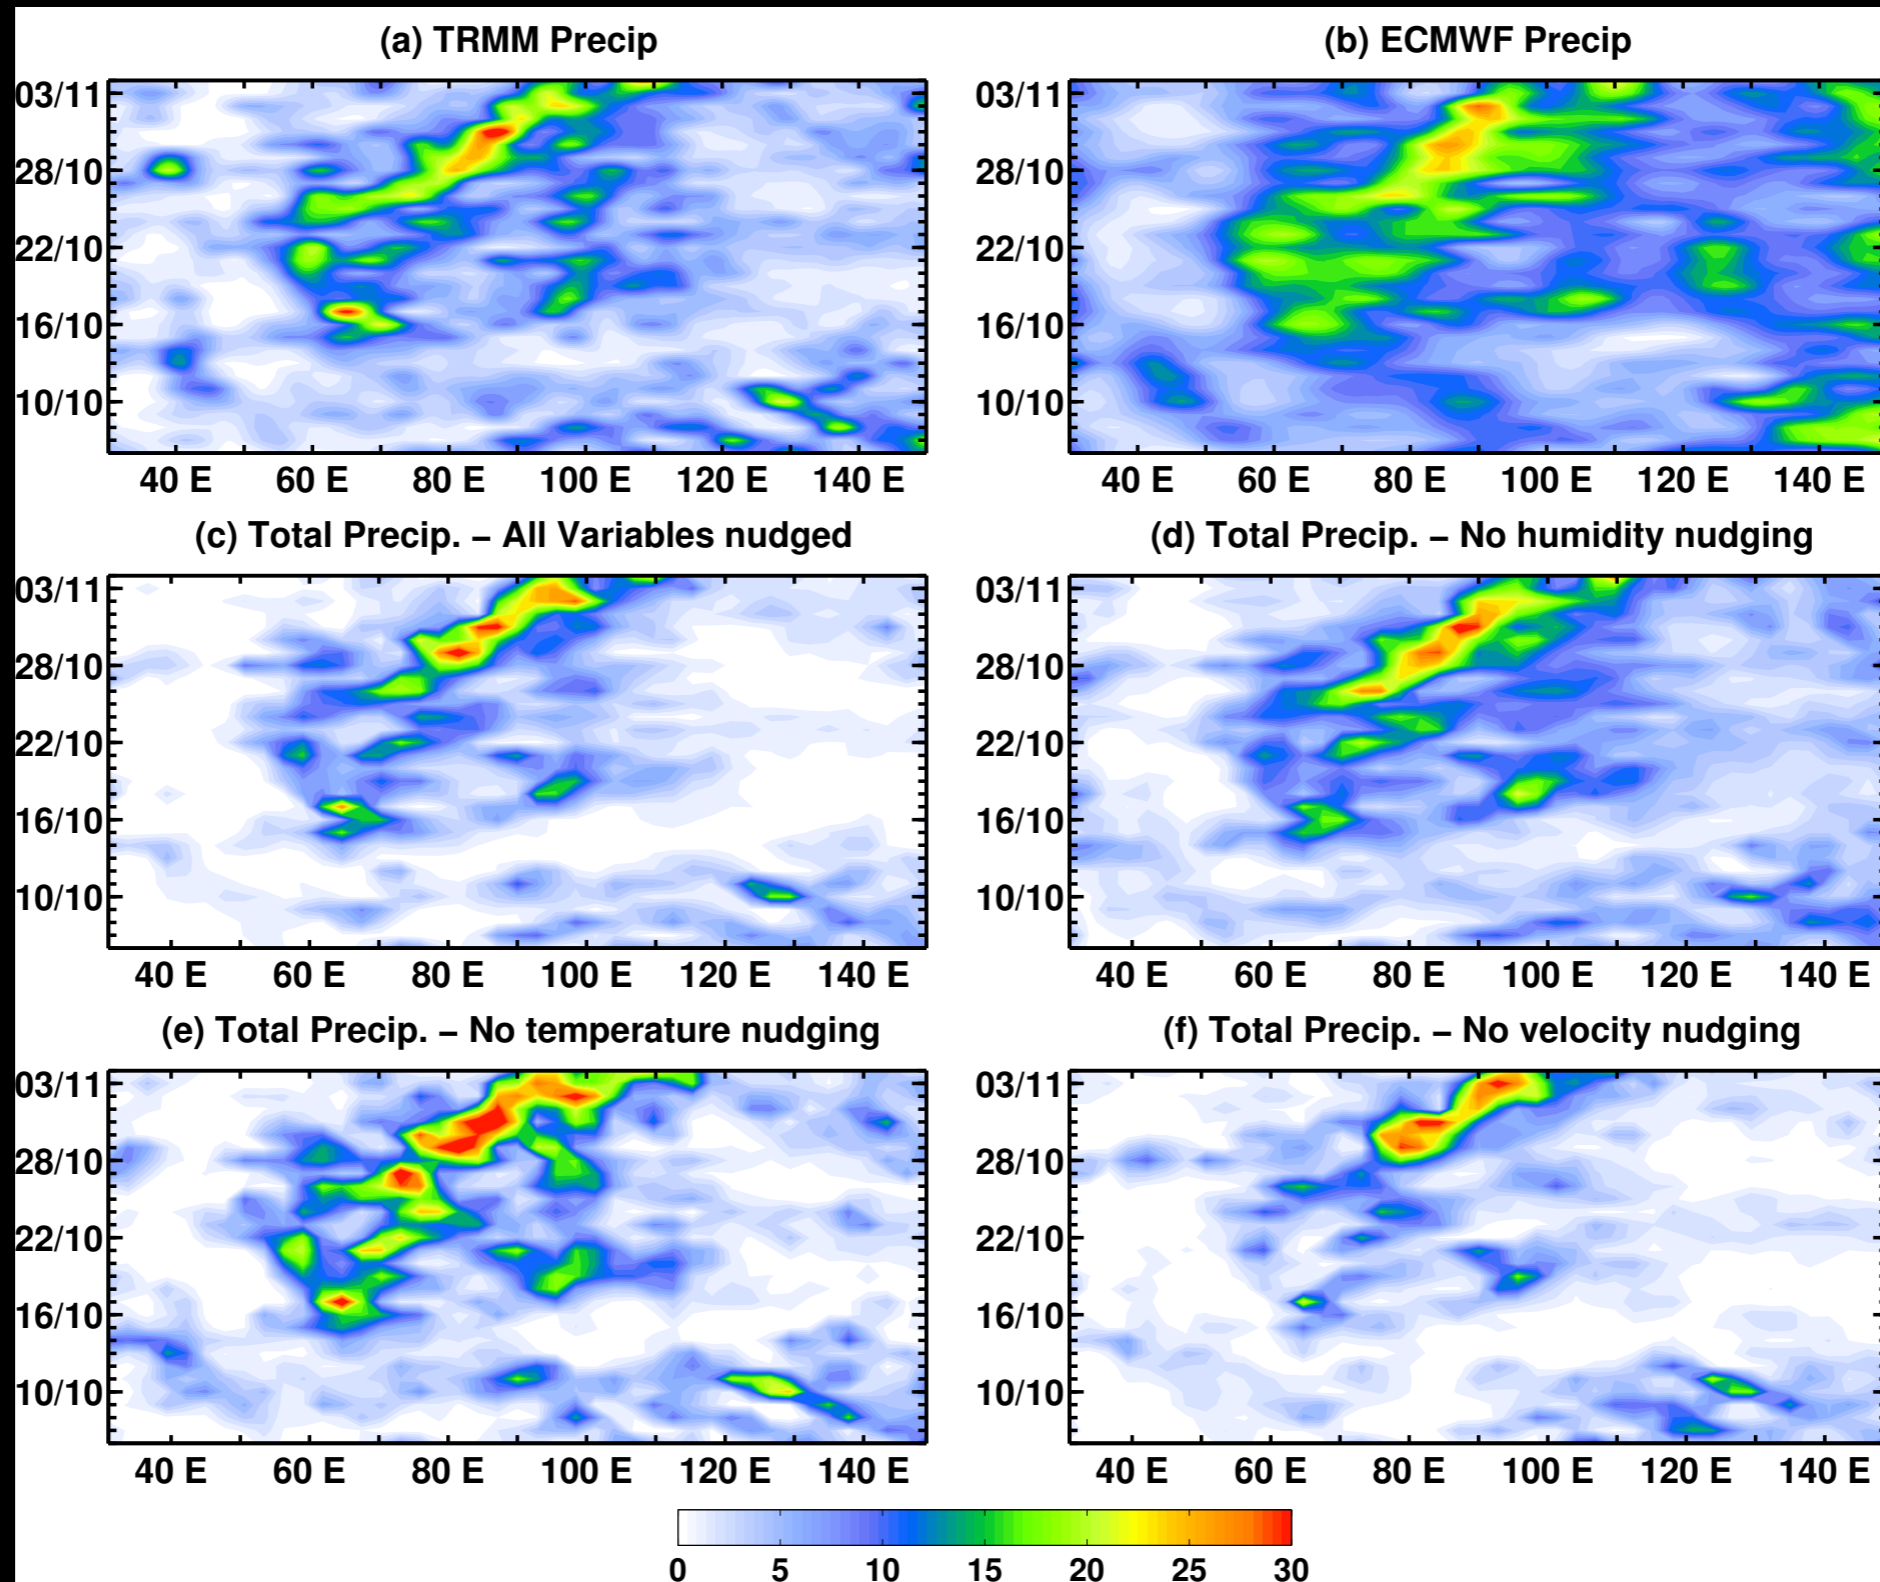 (a) TRMM Precip
(b) ECMWF Precip
03/11
28/10
22/10
16/10
10/10
40 E 60 E 80 E 100 E 120 E 140 E
03/11
28/10
22/10
16/10
10/10
40 E 60 E 80 E 100 E 120 E 140 E
(c) Total Precip. – All Variables nudged
(d) Total Precip. – No humidity nudging
03/11
28/10
22/10
16/10
10/10
40 E 60 E 80 E 100 E 120 E 140 E
03/11
28/10
22/10
16/10
10/10
40 E 60 E 80 E 100 E 120 E 140 E
(e) Total Precip. – No temperature nudging
(f) Total Precip. – No velocity nudging
03/11
28/10
22/10
16/10
10/10
40 E 60 E 80 E 100 E 120 E 140 E
03/11
28/10
22/10
16/10
10/10
40 E 60 E 80 E 100 E 120 E 140 E
0 5 10 15 20 25 30